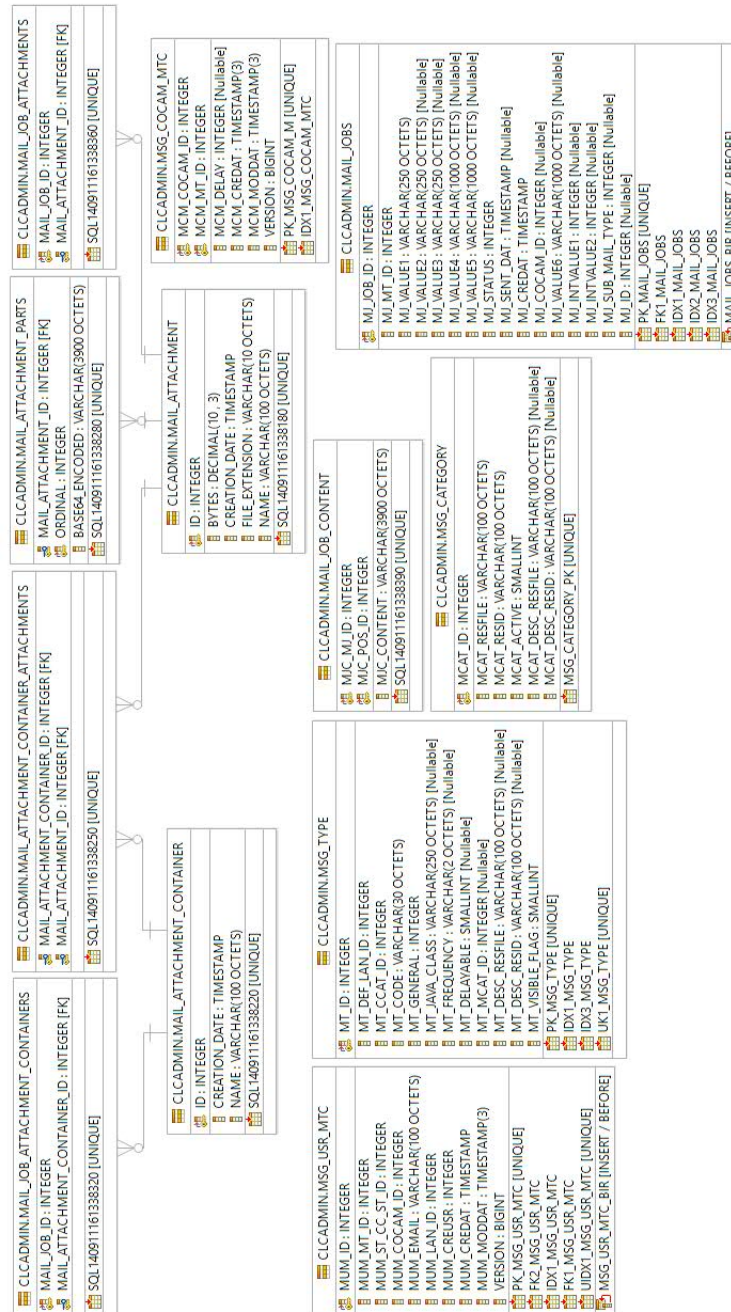 CLCADMIN.MAIL_JOB_ATTACHMENT_CONTAINERS
MAIL_JOB_ID : INTEGER
MAIL_ATTACHMENT_CONTAINER_ID : INTEGER [FK]
SQL140911161338320 [UNIQUE]
CLCADMIN.MAIL_ATTACHMENT_CONTAINER_ATTACHMENTS
MAIL_ATTACHMENT_CONTAINER_ID : INTEGER [FK]
MAIL_ATTACHMENT_ID : INTEGER [FK]
SQL140911161338250 [UNIQUE]
CLCADMIN.MAIL_ATTACHMENT_PARTS
MAIL_ATTACHMENT_ID : INTEGER [FK]
ORDINAL : INTEGER
BASE64_ENCODED : VARCHAR(3900 OCTETS)
SQL140911161338280 [UNIQUE]
CLCADMIN.MAIL_JOB_ATTACHMENTS
MAIL_JOB_ID : INTEGER
MAIL_ATTACHMENT_ID : INTEGER [FK]
SQL140911161338360 [UNIQUE]
CLCADMIN.MAIL_ATTACHMENT_CONTAINER
ID : INTEGER
CREATION_DATE : TIMESTAMP
NAME : VARCHAR(100 OCTETS)
SQL140911161338220 [UNIQUE]
CLCADMIN.MAIL_ATTACHMENT
ID : INTEGER
BYTES : DECIMAL(10 , 3)
CREATION_DATE : TIMESTAMP
FILE_EXTENSION : VARCHAR(10 OCTETS)
NAME : VARCHAR(100 OCTETS)
SQL140911161338180 [UNIQUE]
CLCADMIN.MSG_COCAM_MTC
MCM_COCAM_ID : INTEGER
MCM_MT_ID : INTEGER
MCM_DELAY : INTEGER [Nullable]
MCM_CREDAT : TIMESTAMP(3)
MCM_MODDAT : TIMESTAMP(3)
VERSION : BIGINT
PK_MSG_COCAM_M [UNIQUE]
IDX1_MSG_COCAM_MTC
CLCADMIN.MSG_USR_MTC
MUM_ID : INTEGER
MUM_MT_ID : INTEGER
MUM_ST_CC_ST_ID : INTEGER
MUM_COCAM_ID : INTEGER
MUM_EMAIL : VARCHAR(100 OCTETS)
MUM_LAN_ID : INTEGER
MUM_CREUSR : INTEGER
MUM_CREDAT : TIMESTAMP
MUM_MODDAT : TIMESTAMP(3)
VERSION : BIGINT
PK_MSG_USR_MTC [UNIQUE]
FK2_MSG_USR_MTC
IDX1_MSG_USR_MTC
FK1_MSG_USR_MTC
UIDX1_MSG_USR_MTC [UNIQUE]
MSG_USR_MTC_BIR [INSERT / BEFORE]
CLCADMIN.MSG_TYPE
MT_ID : INTEGER
MT_DEF_LAN_ID : INTEGER
MT_CCAT_ID : INTEGER
MT_CODE : VARCHAR(30 OCTETS)
MT_GENERAL : INTEGER
MT_JAVA_CLASS : VARCHAR(250 OCTETS) [Nullable]
MT_FREQUENCY : VARCHAR(2 OCTETS) [Nullable]
MT_DELAYABLE : SMALLINT [Nullable]
MT_MCAT_ID : INTEGER [Nullable]
MT_DESC_RESFILE : VARCHAR(100 OCTETS) [Nullable]
MT_DESC_RESID : VARCHAR(100 OCTETS) [Nullable]
MT_VISIBLE_FLAG : SMALLINT
PK_MSG_TYPE [UNIQUE]
IDX1_MSG_TYPE
IDX3_MSG_TYPE
UK1_MSG_TYPE [UNIQUE]
CLCADMIN.MAIL_JOB_CONTENT
MJC_MJ_ID : INTEGER
MJC_POS_ID : INTEGER
MJC_CONTENT : VARCHAR(3900 OCTETS)
SQL140911161338390 [UNIQUE]
CLCADMIN.MSG_CATEGORY
MCAT_ID : INTEGER
MCAT_RESFILE : VARCHAR(100 OCTETS)
MCAT_RESID : VARCHAR(100 OCTETS)
MCAT_ACTIVE : SMALLINT
MCAT_DESC_RESFILE : VARCHAR(100 OCTETS) [Nullable]
MCAT_DESC_RESID : VARCHAR(100 OCTETS) [Nullable]
MSG_CATEGORY_PK [UNIQUE]
CLCADMIN.MAIL_JOBS
MJ_JOB_ID : INTEGER
MJ_MT_ID : INTEGER
MJ_VALUE1 : VARCHAR(250 OCTETS)
MJ_VALUE2 : VARCHAR(250 OCTETS) [Nullable]
MJ_VALUE3 : VARCHAR(250 OCTETS) [Nullable]
MJ_VALUE4 : VARCHAR(1000 OCTETS) [Nullable]
MJ_VALUE5 : VARCHAR(1000 OCTETS) [Nullable]
MJ_STATUS : INTEGER
MJ_SENT_DAT : TIMESTAMP [Nullable]
MJ_CREDAT : TIMESTAMP
MJ_COCAM_ID : INTEGER [Nullable]
MJ_VALUE6 : VARCHAR(1000 OCTETS) [Nullable]
MJ_INTVALUE1 : INTEGER [Nullable]
MJ_INTVALUE2 : INTEGER [Nullable]
MJ_SUB_MAIL_TYPE : INTEGER [Nullable]
MJ_ID : INTEGER [Nullable]
PK_MAIL_JOBS [UNIQUE]
FK1_MAIL_JOBS
IDX1_MAIL_JOBS
IDX2_MAIL_JOBS
IDX3_MAIL_JOBS
MAIL_JOBS_BIR [INSERT / BEFORE]